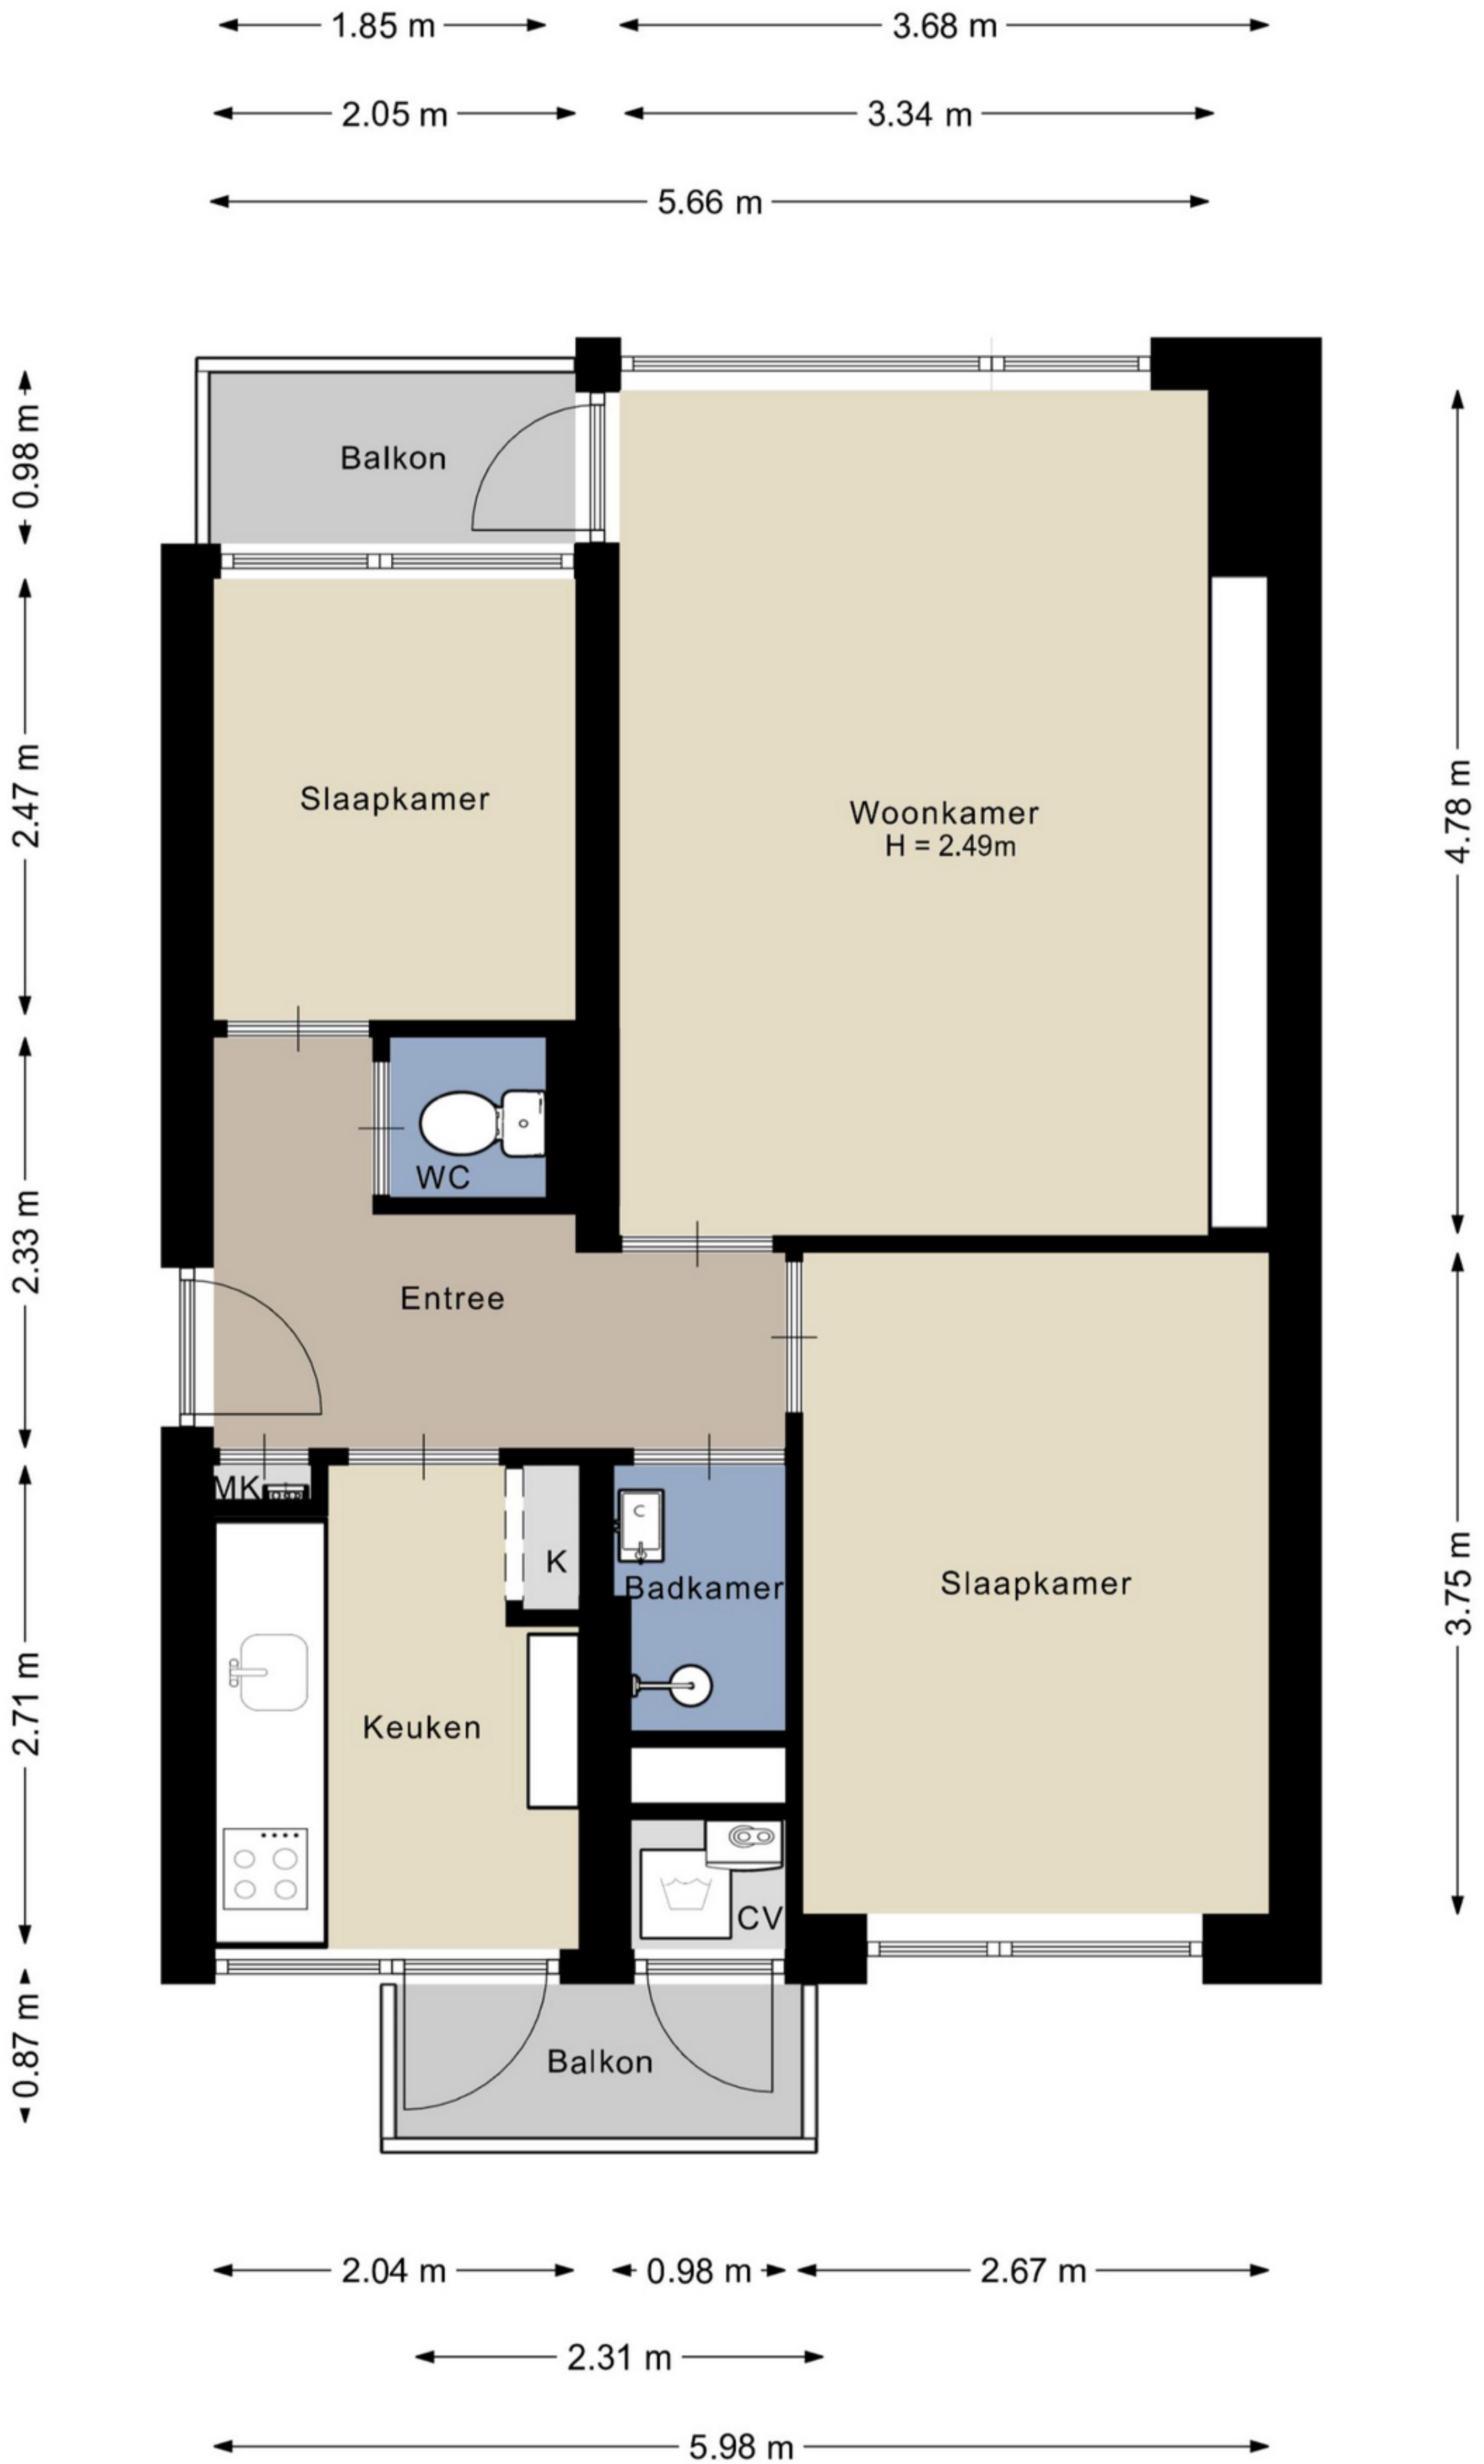 1.85 m
3.68 m
2.05 m
3.34 m
5.66 m
0.98 m
Balkon
2.47 m
Slaapkamer
Woonkamer
H = 2.49m
4.78 m
WC
2.33 m
Entree
MK
K
Badkamer
Slaapkamer
3.75 m
2.71 m
Keuken
CV
0.87 m
Balkon
2.04 m
0.98 m
2.67 m
2.31 m
5.98 m